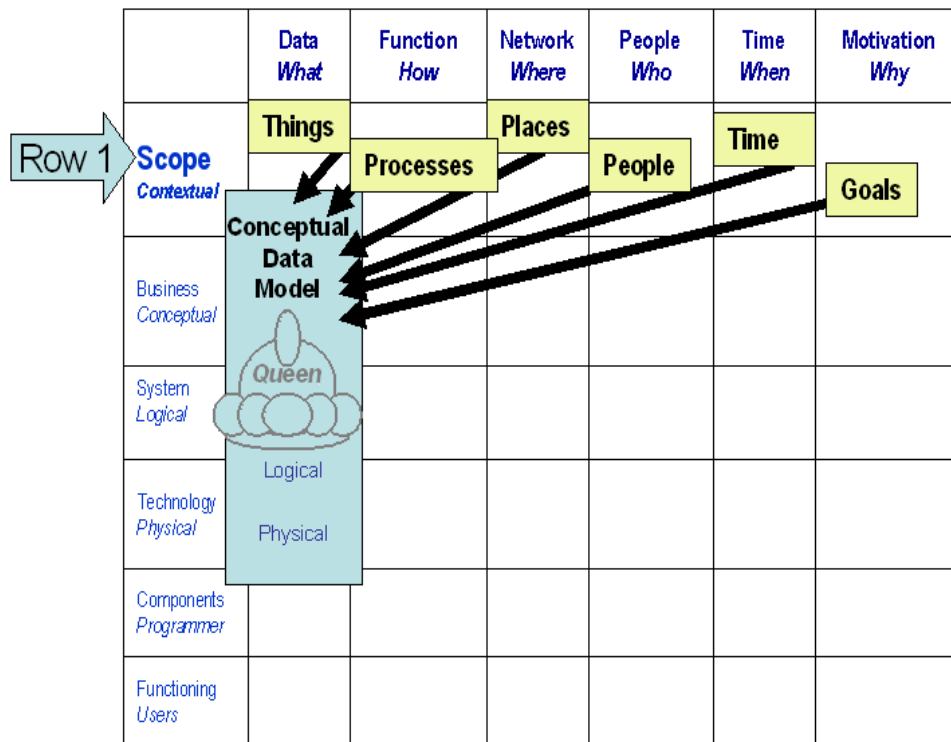 Data
What
Function
How
Network
Where
People
Who
Time
When
Motivation
Why
Row 1
Scope
Contextual
Things
Processes
Places
People
Time
Goals
Conceptual
Data
Model
Business
Conceptual
Queen
System
Logical
Logical
Technology
Physical
Physical
Components
Programmer
Functioning
Users